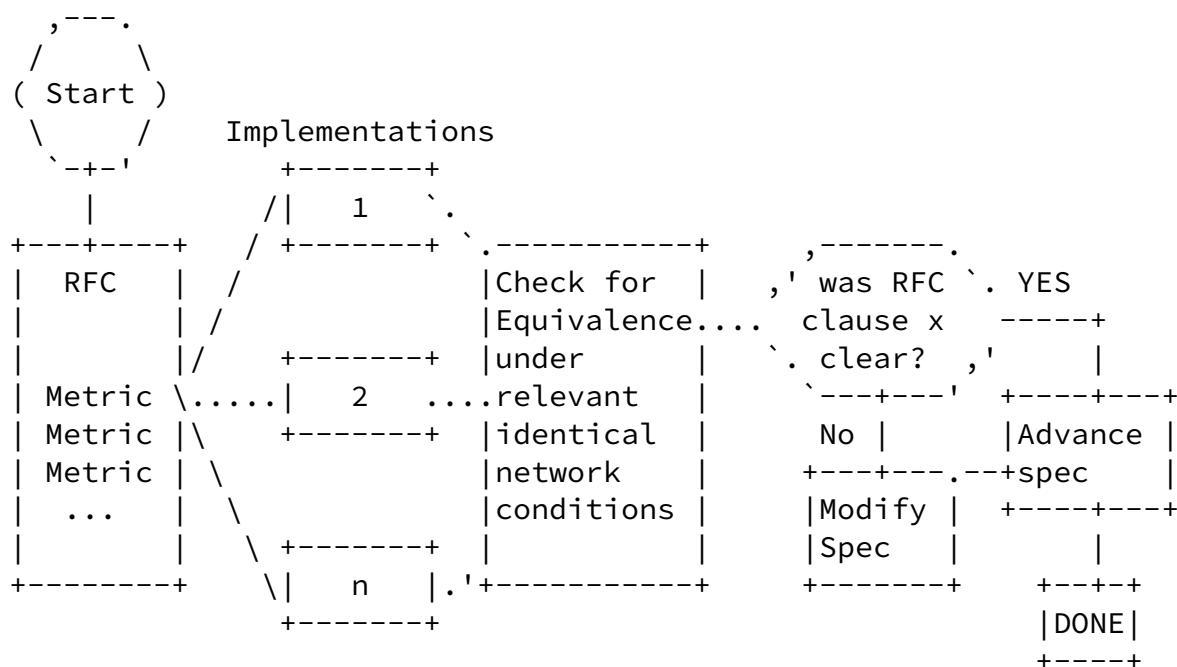 Start
Implementations
1
RFC
Metric
Metric
Metric
...
2
n
Check for
Equivalence
under
relevant
identical
network
conditions
was RFC
clause x
clear?
YES
No
Modify
Spec
Advance
spec
DONE